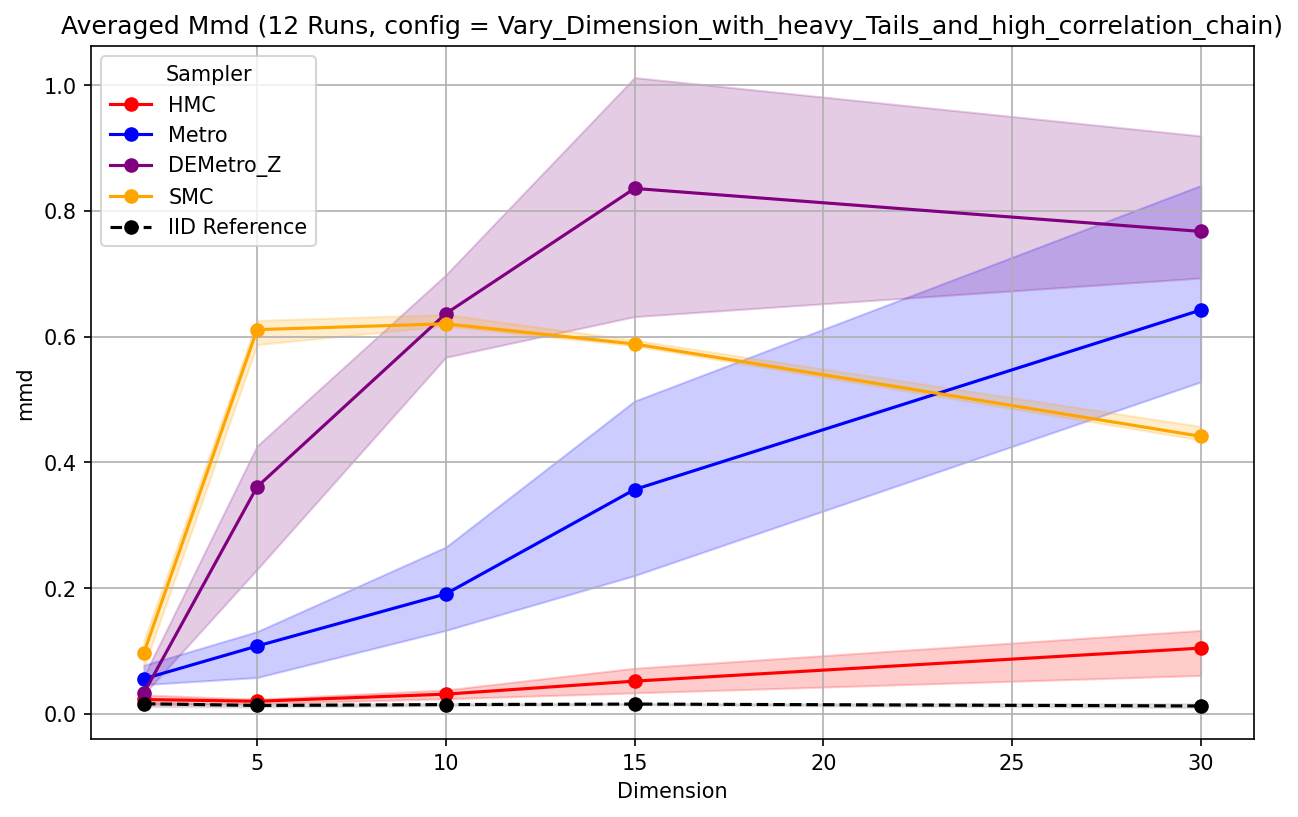 Averaged Mmd (12 Runs, config = Vary_Dimension_with_heavy_Tails_and_high_correlation_chain)
Sampler
HMC
Metro
DEMetro_Z
SMC
IID Reference
mmd
1.0
0.8
0.6
0.4
0.2
0.0
5
10
15
20
25
30
Dimension